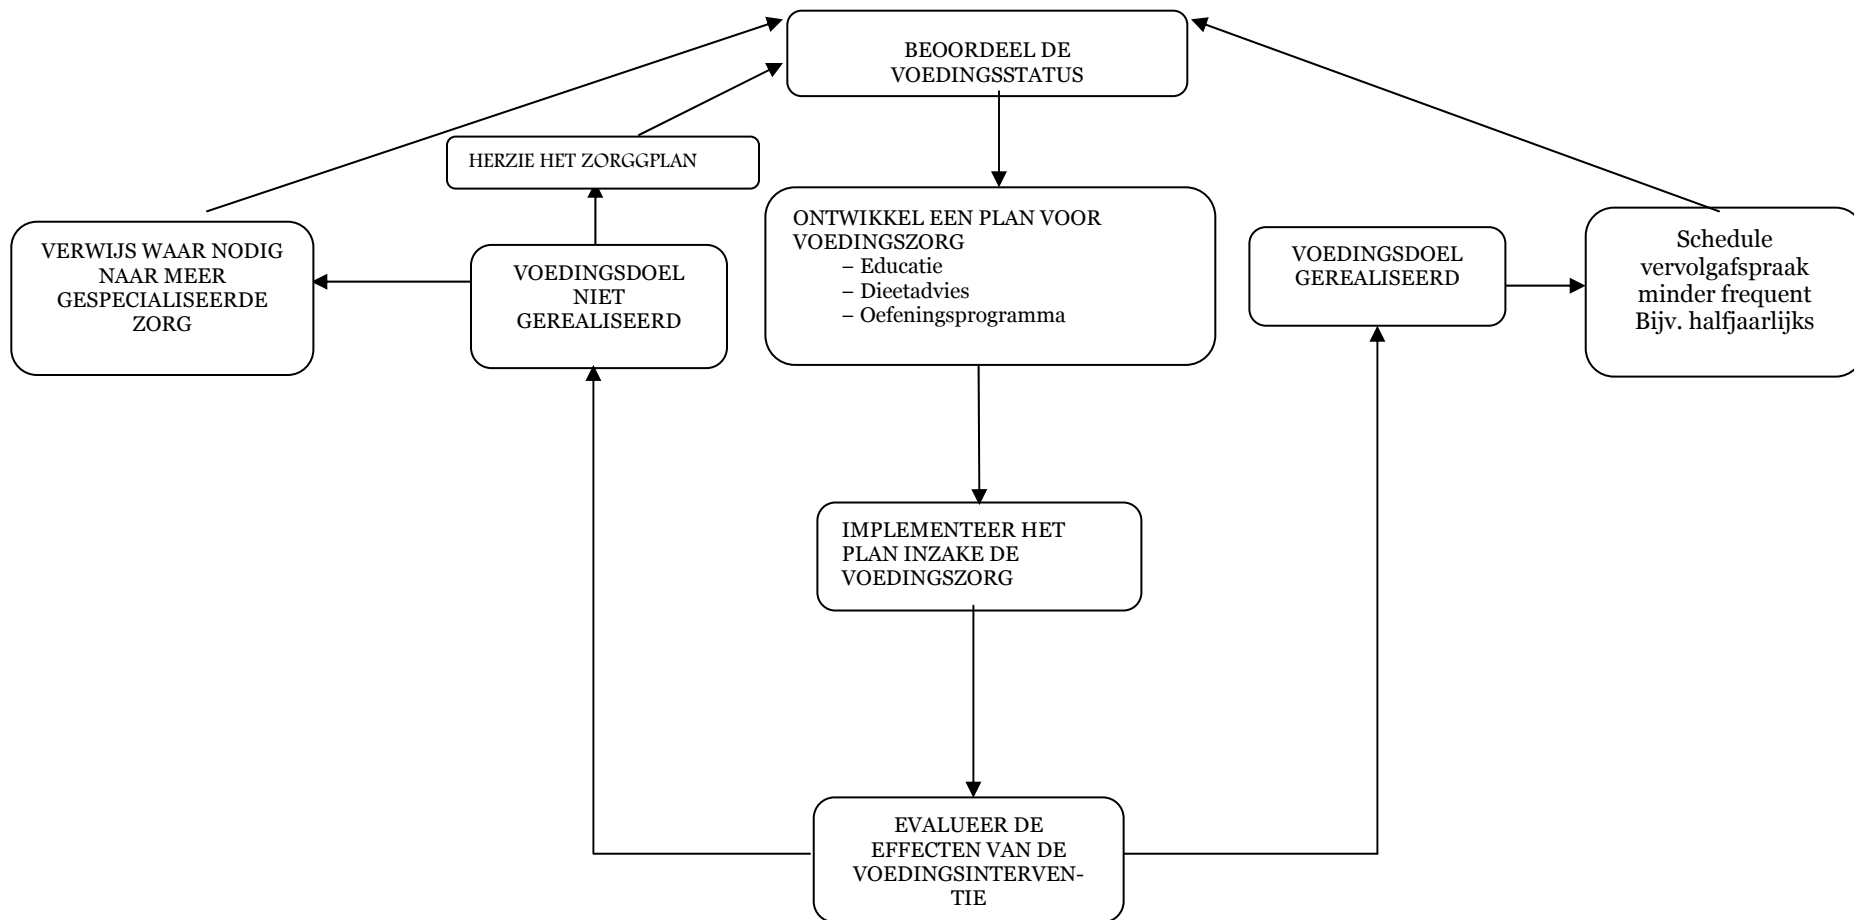 BEOORDEEL DE
VOEDINGSSTATUS
HERZIE HET ZORGGPLAN
VERWIJS WAAR NODIG
NAAR MEER
GESPECIALISEERDE
ZORG
VOEDINGSDOEL
NIET
GEREALISEERD
ONTWIKKEL EEN PLAN VOOR
VOEDINGSZORG
– Educatie
– Dieetadvies
– Oefeningsprogramma
VOEDINGSDOEL
GEREALISEERD
Schedule
vervolgafspraak
minder frequent
Bijv. halfjaarlijks
IMPLEMENTEER HET
PLAN INZAKE DE
VOEDINGSZORG
EVALUEER DE
EFFECTEN VAN DE
VOEDINGSINTERVEN-
TIE